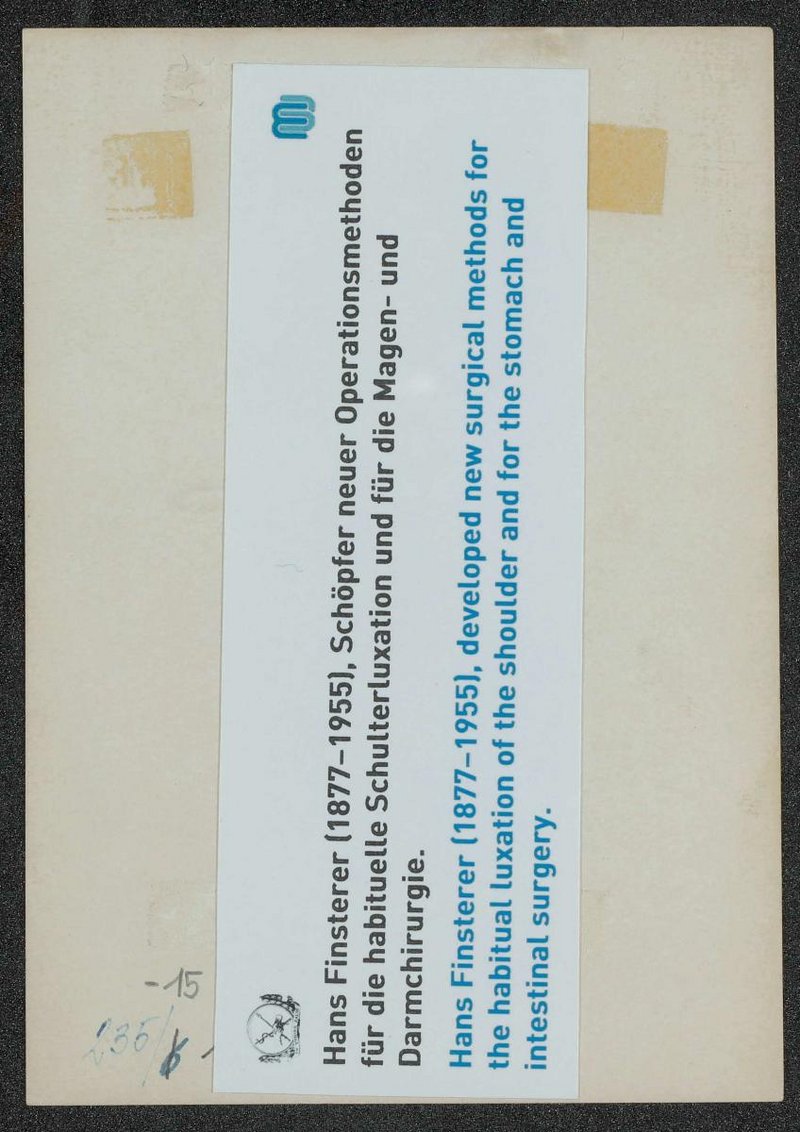 Hans Finsterer (1877–1955), Schöpfer neuer Operationsmethoden
für die habituelle Schulterluxation und für die Magen- und
Darmchirurgie.
Hans Finsterer (1877–1955), developed new surgical methods for
the habitual luxation of the shoulder and for the stomach and
intestinal surgery.
-15
235/